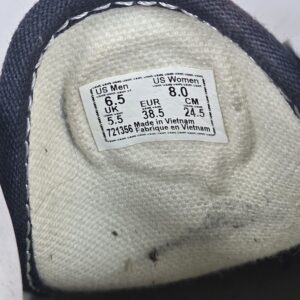 US Men US Women
6.5 8.0
UK EUR CM
5.5 38.5 24.5
721356 Made in Vietnam
Fabrique en Vietnam